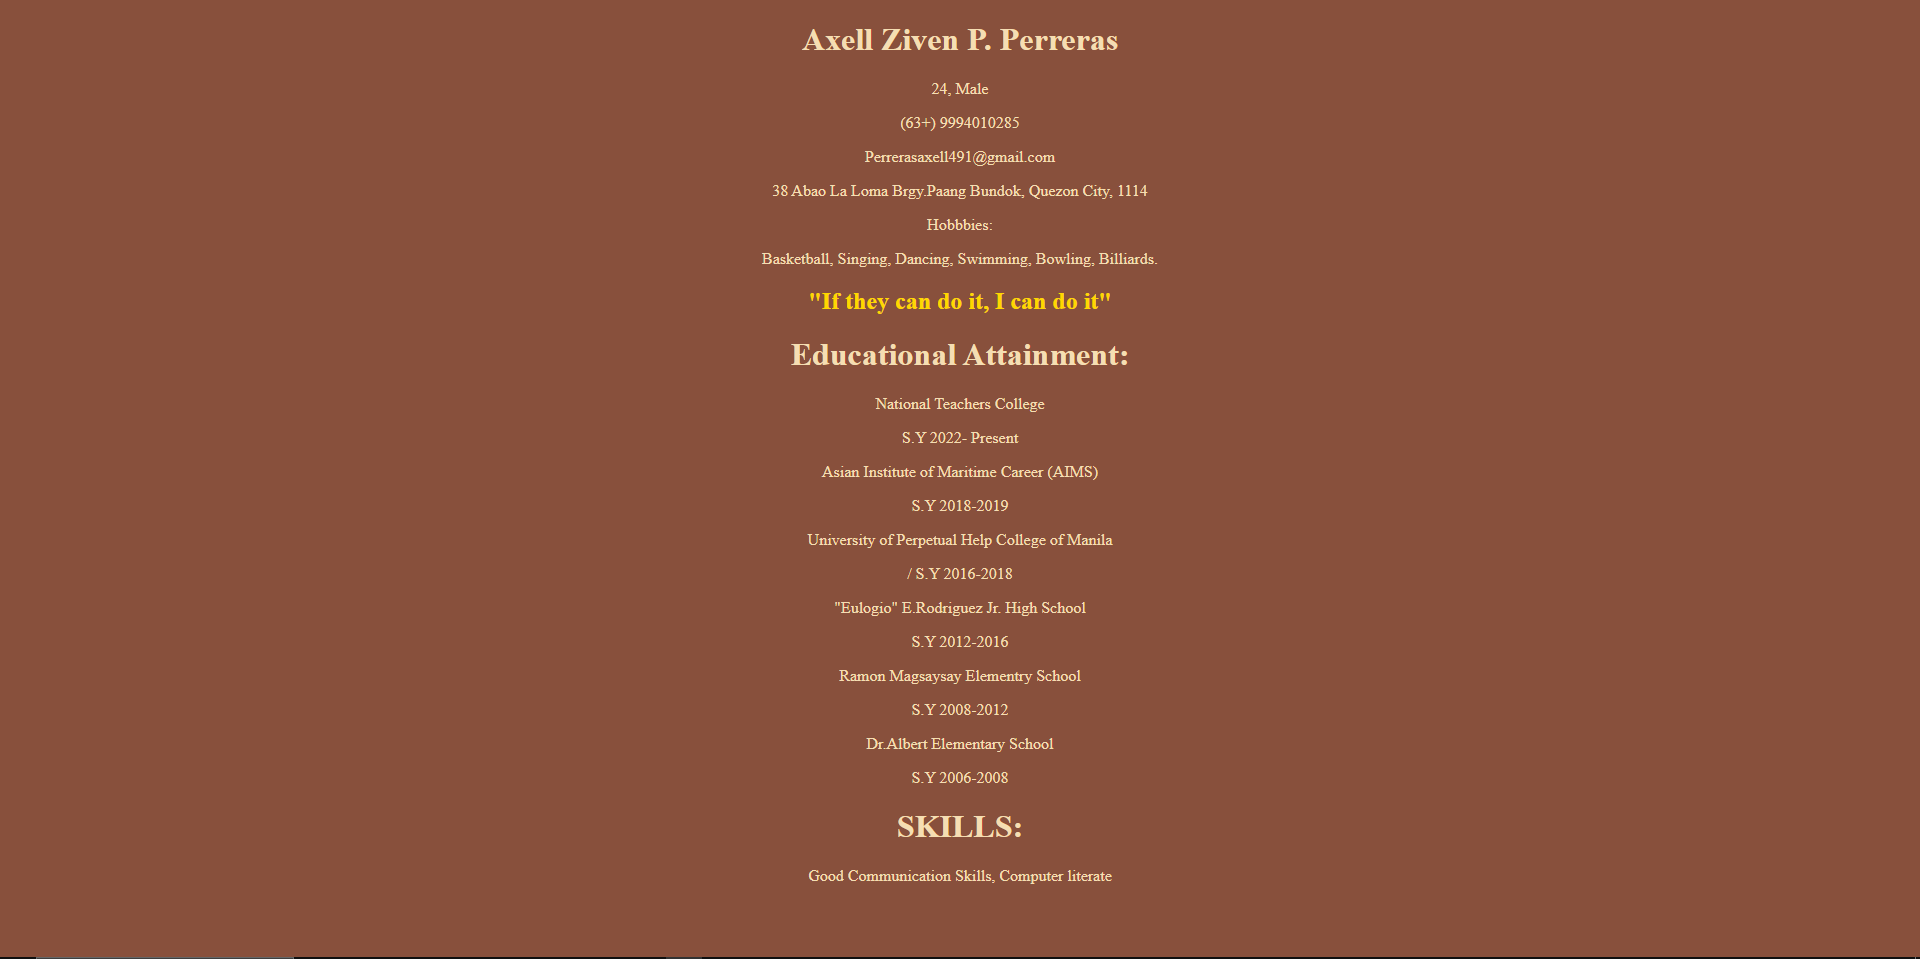 Axell Ziven P. Perreras
24, Male
(63+) 9994010285
Perrerasaxell491@gmail.com
38 Abao La Loma Brgy.Paang Bundok, Quezon City, 1114
Hobbbies:
Basketball, Singing, Dancing, Swimming, Bowling, Billiards.
"If they can do it, I can do it"
Educational Attainment:
National Teachers College
S.Y 2022- Present
Asian Institute of Maritime Career (AIMS)
S.Y 2018-2019
University of Perpetual Help College of Manila
/ S.Y 2016-2018
"Eulogio" E.Rodriguez Jr. High School
S.Y 2012-2016
Ramon Magsaysay Elementry School
S.Y 2008-2012
Dr.Albert Elementary School
S.Y 2006-2008
SKILLS:
Good Communication Skills, Computer literate